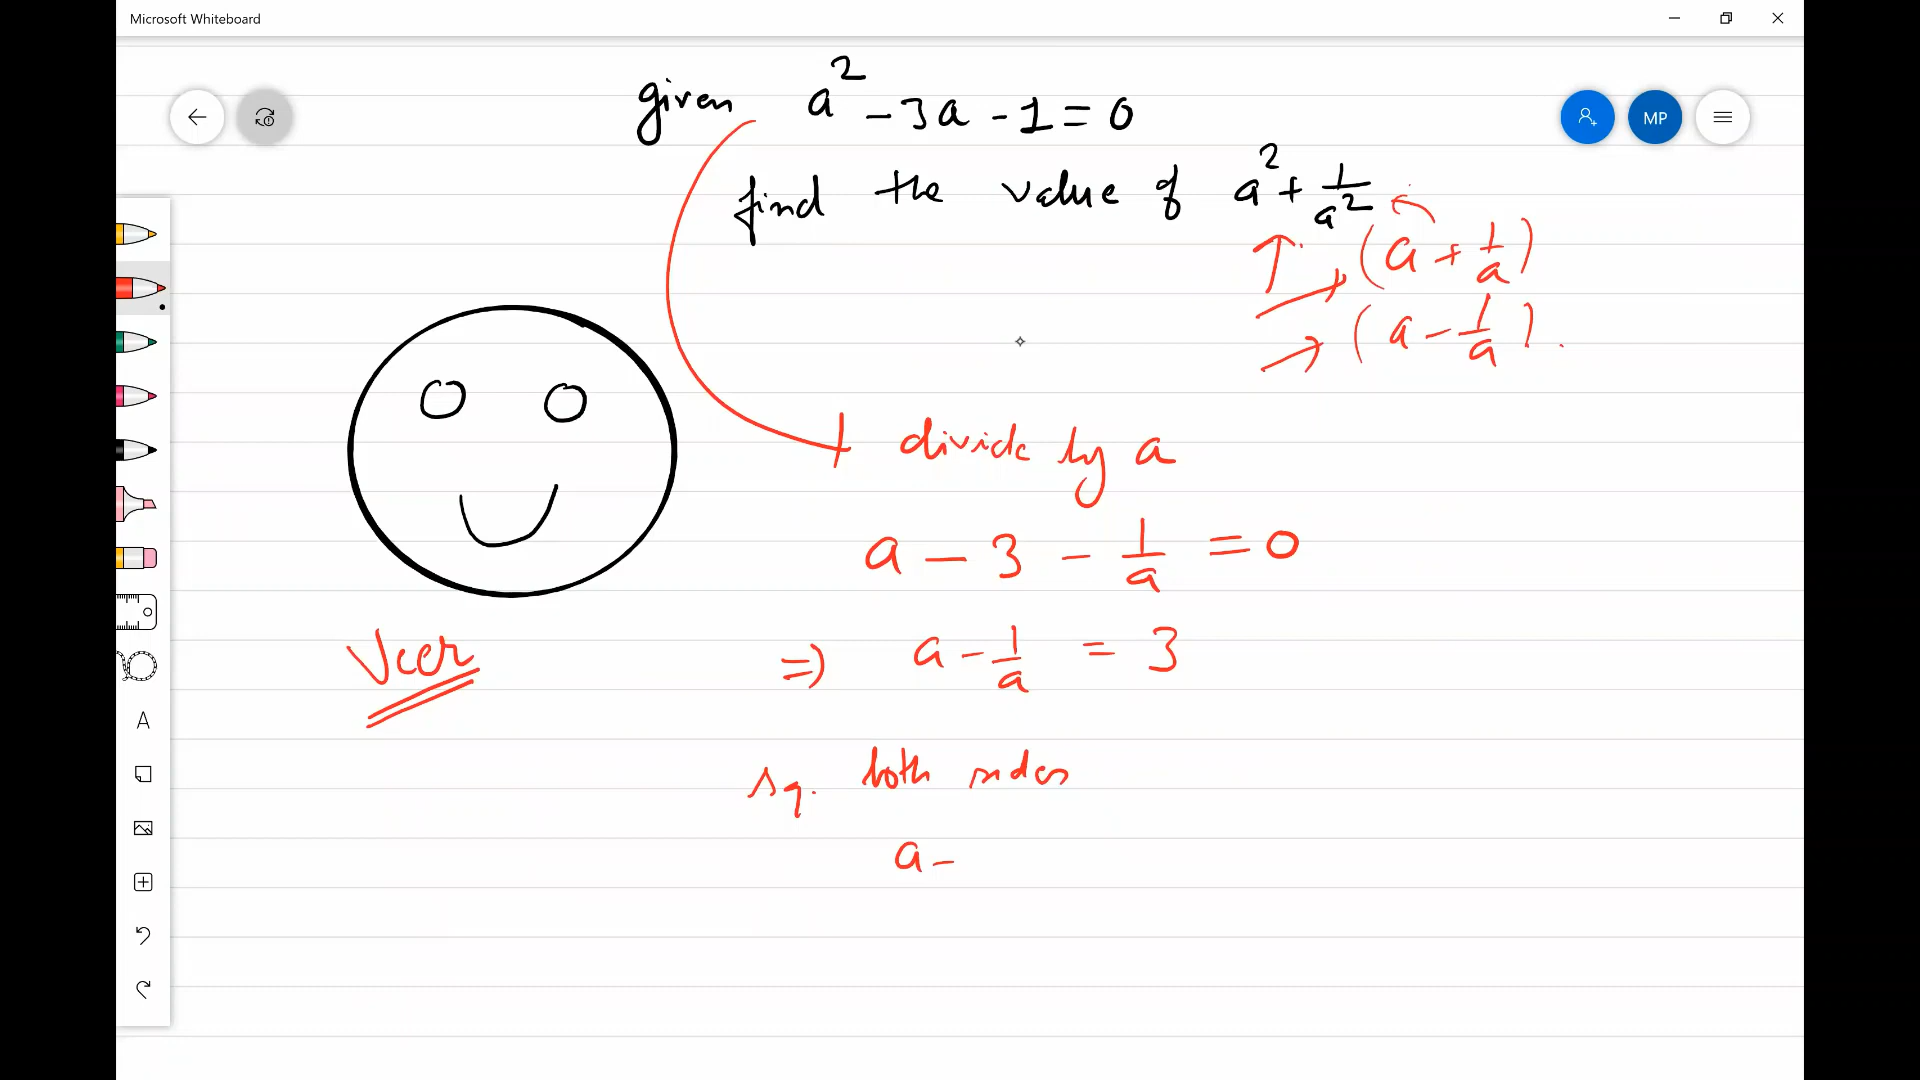 Microsoft Whiteboard
given a² - 3a - 1 = 0
MP
find the value of a² + 1/a²
(a + 1/a)
(a - 1/a).
divide by a
a - 3 - 1/a = 0
Veer
=> a - 1/a = 3
sq. both sides
a -
A